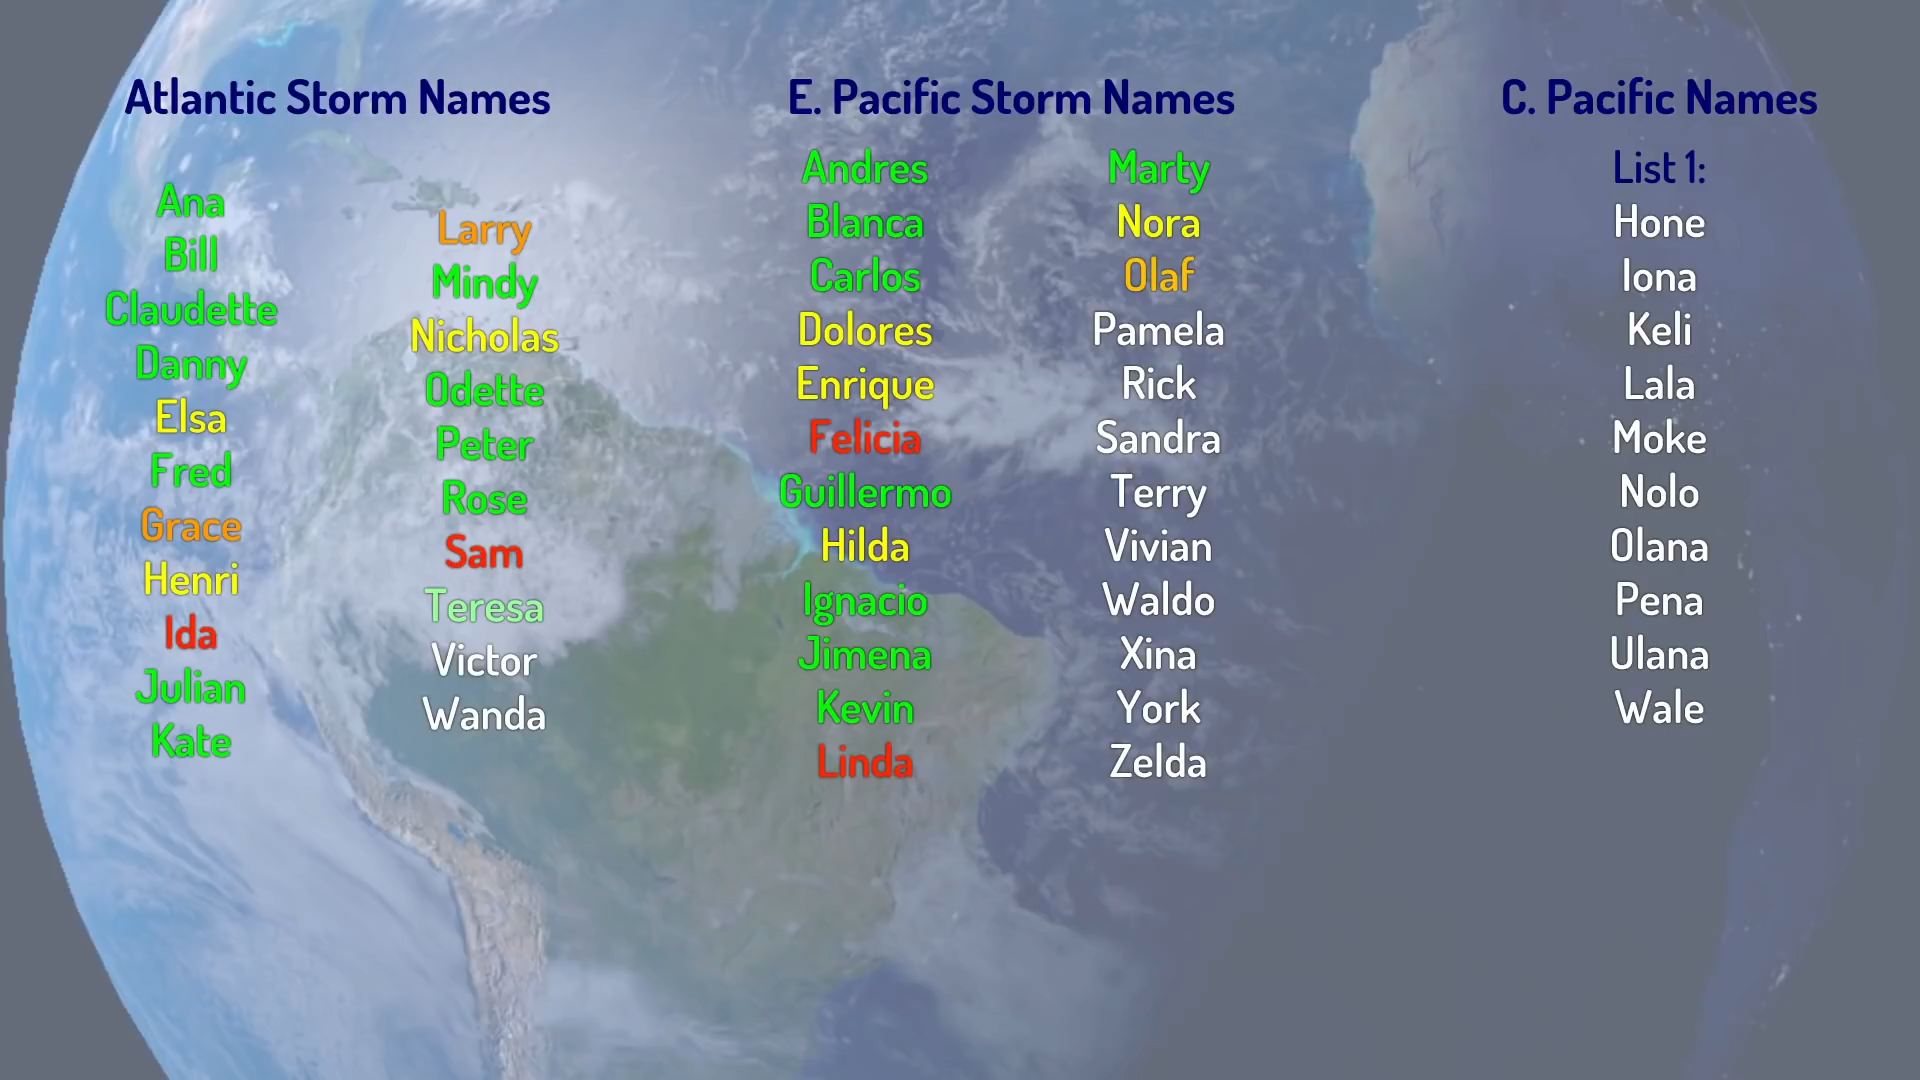 Atlantic Storm Names
Ana
Bill
Claudette
Danny
Elsa
Fred
Grace
Henri
Ida
Julian
Kate
Larry
Mindy
Nicholas
Odette
Peter
Rose
Sam
Teresa
Victor
Wanda
E. Pacific Storm Names
Andres
Blanca
Carlos
Dolores
Enrique
Felicia
Guillermo
Hilda
Ignacio
Jimena
Kevin
Linda
Marty
Nora
Olaf
Pamela
Rick
Sandra
Terry
Vivian
Waldo
Xina
York
Zelda
C. Pacific Names
List 1:
Hone
Iona
Keli
Lala
Moke
Nolo
Olana
Pena
Ulana
Wale